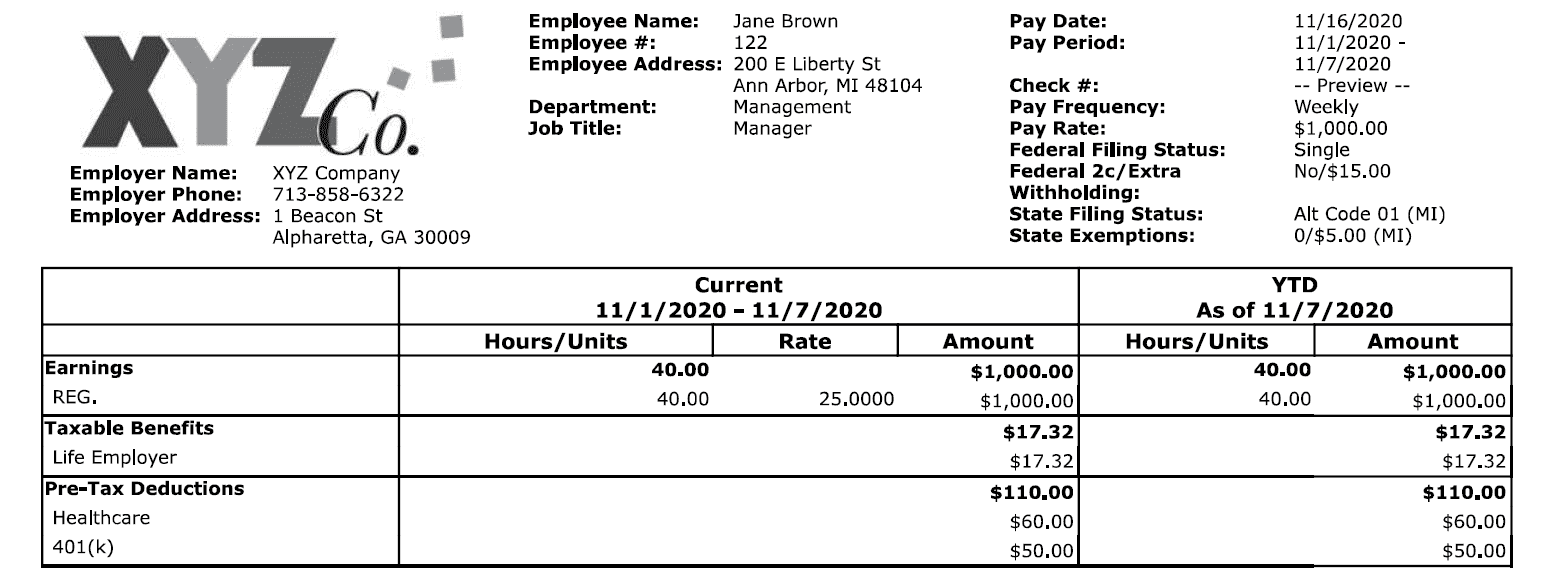 XYZ Co.
Employer Name: XYZ Company
Employer Phone: 713-858-6322
Employer Address: 1 Beacon St
Alpharetta, GA 30009
Employee Name: Jane Brown
Employee #: 122
Employee Address: 200 E Liberty St
Ann Arbor, MI 48104
Department: Management
Job Title: Manager
Pay Date: 11/16/2020
Pay Period: 11/1/2020 -
11/7/2020
Check #: -- Preview --
Pay Frequency: Weekly
Pay Rate: $1,000.00
Federal Filing Status: Single
Federal 2c/Extra No/$15.00
Withholding:
State Filing Status: Alt Code 01 (MI)
State Exemptions: 0/$5.00 (MI)
Current YTD
11/1/2020 – 11/7/2020 As of 11/7/2020
Hours/Units Rate Amount Hours/Units Amount
Earnings 40.00 $1,000.00 40.00 $1,000.00
REG. 40.00 25.0000 $1,000.00 40.00 $1,000.00
Taxable Benefits $17.32 $17.32
Life Employer $17.32 $17.32
Pre-Tax Deductions $110.00 $110.00
Healthcare $60.00 $60.00
401(k) $50.00 $50.00